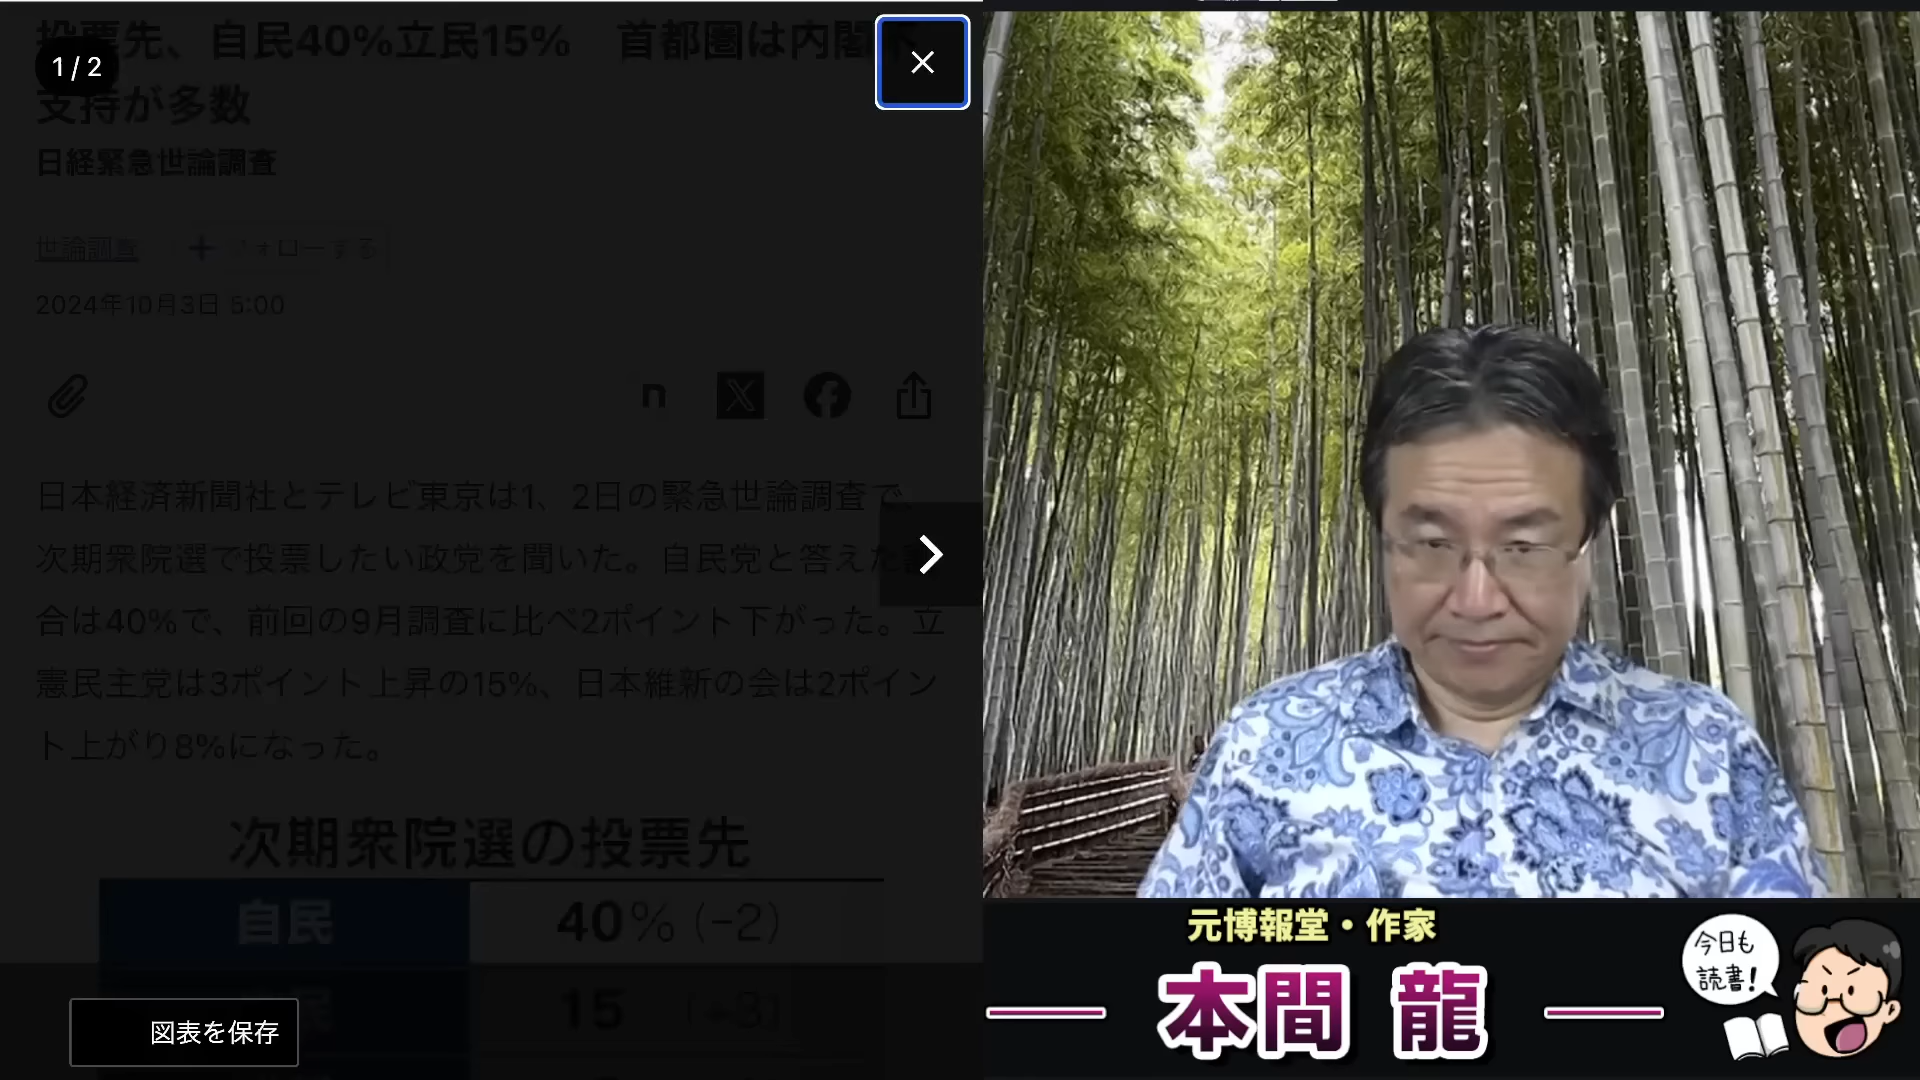 投票先、自民40%立民15%　首都圏は内閣
支持が多数
1 / 2
日経緊急世論調査
世論調査
フォローする
2024年10月3日 5:00
日本経済新聞社とテレビ東京は1、2日の緊急世論調査で、
次期衆院選で投票したい政党を聞いた。自民党と答えた割
合は40%で、前回の9月調査に比べ2ポイント下がった。立
憲民主党は3ポイント上昇の15%、日本維新の会は2ポイン
ト上がり8%になった。
次期衆院選の投票先
自民 40% (−2)
民 15 (+3)
図表を保存
元博報堂・作家
本間 龍
今日も
読書!